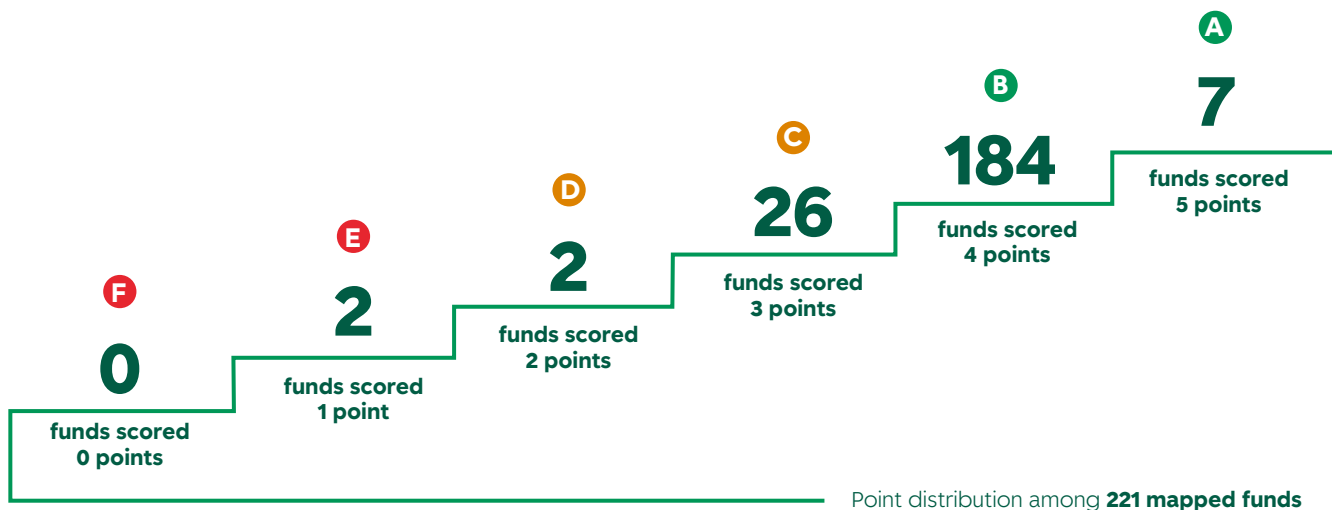 F
0
funds scored
0 points
E
2
funds scored
1 point
D
2
funds scored
2 points
C
26
funds scored
3 points
B
184
funds scored
4 points
A
7
funds scored
5 points
Point distribution among 221 mapped funds